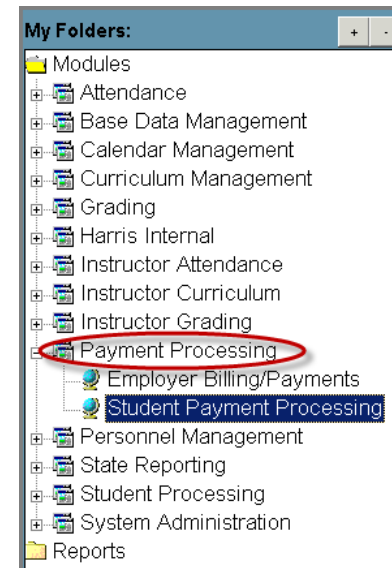 My Folders: + -
Modules
Attendance
Base Data Management
Calendar Management
Curriculum Management
Grading
Harris Internal
Instructor Attendance
Instructor Curriculum
Instructor Grading
Payment Processing
Employer Billing/Payments
Student Payment Processing
Personnel Management
State Reporting
Student Processing
System Administration
Reports